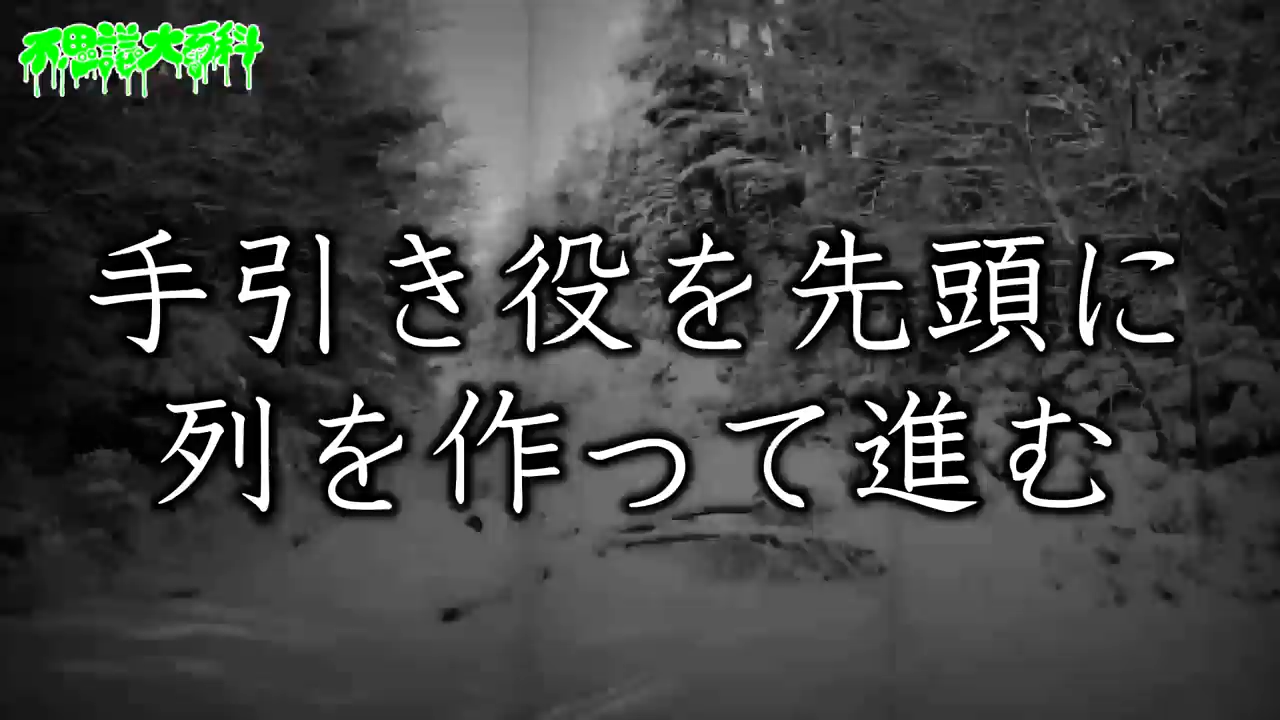 不思議大百科
手引き役を先頭に
列を作って進む